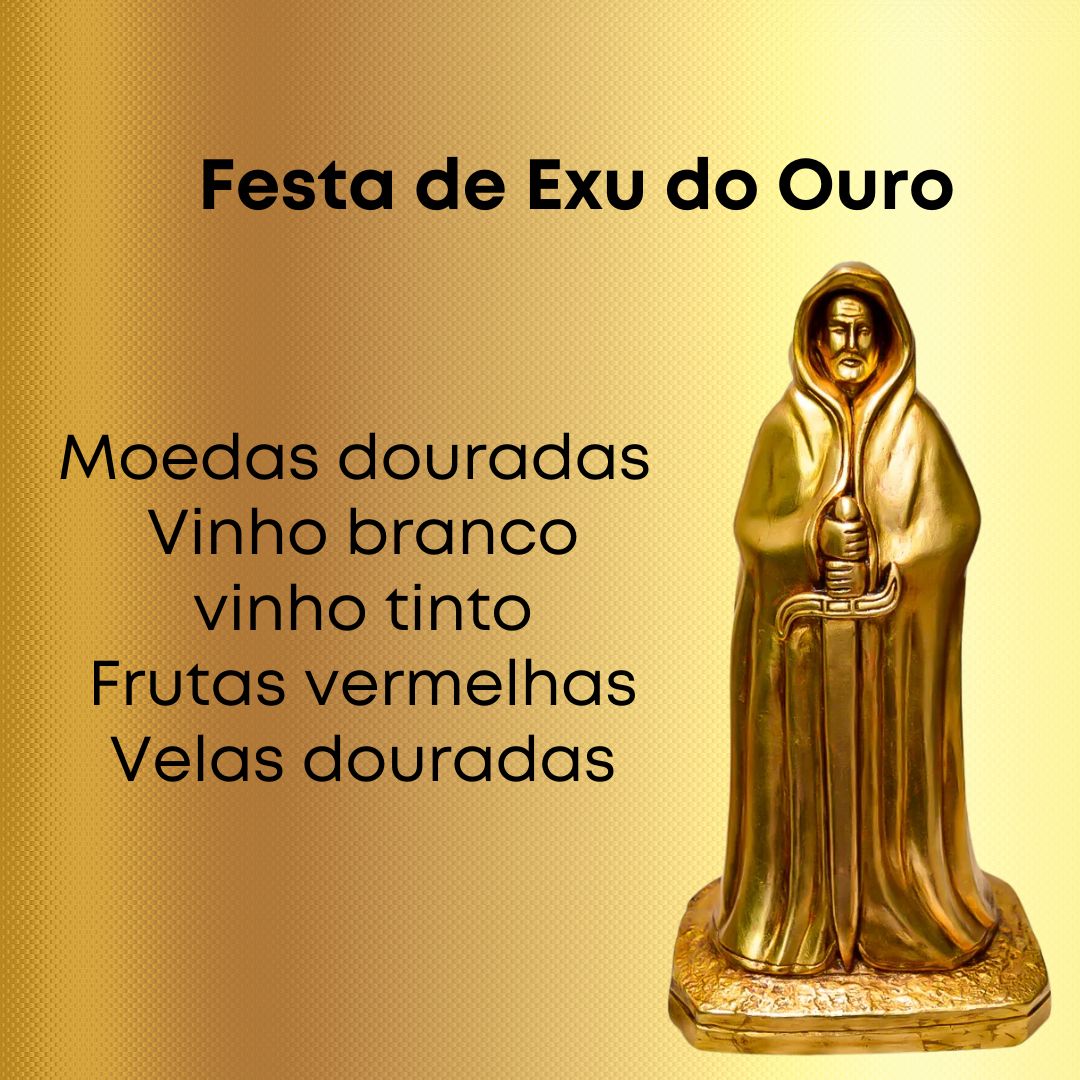 Festa de Exu do Ouro
Moedas douradas
Vinho branco
vinho tinto
Frutas vermelhas
Velas douradas